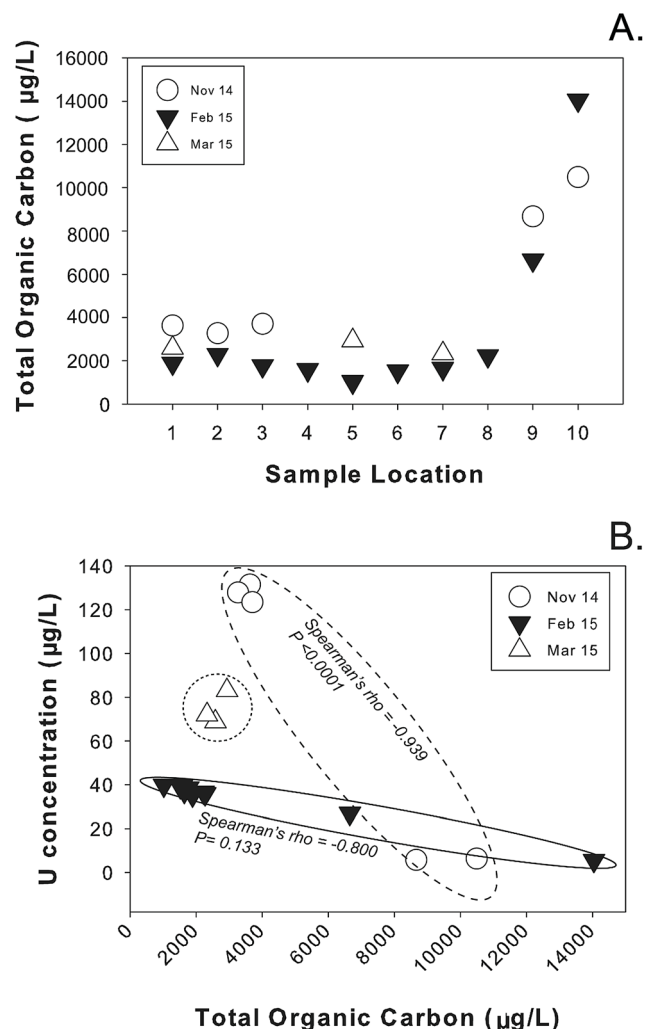 A.
Total Organic Carbon ( µg/L)
16000
14000
12000
10000
8000
6000
4000
2000
0
Nov 14
Feb 15
Mar 15
1 2 3 4 5 6 7 8 9 10
Sample Location
B.
U concentration (µg/L)
140
120
100
80
60
40
20
0
Nov 14
Feb 15
Mar 15
Spearman's rho = -0.939
P <0.0001
Spearman's rho = -0.800
P= 0.133
0 2000 4000 6000 8000 10000 12000 14000
Total Organic Carbon (µg/L)